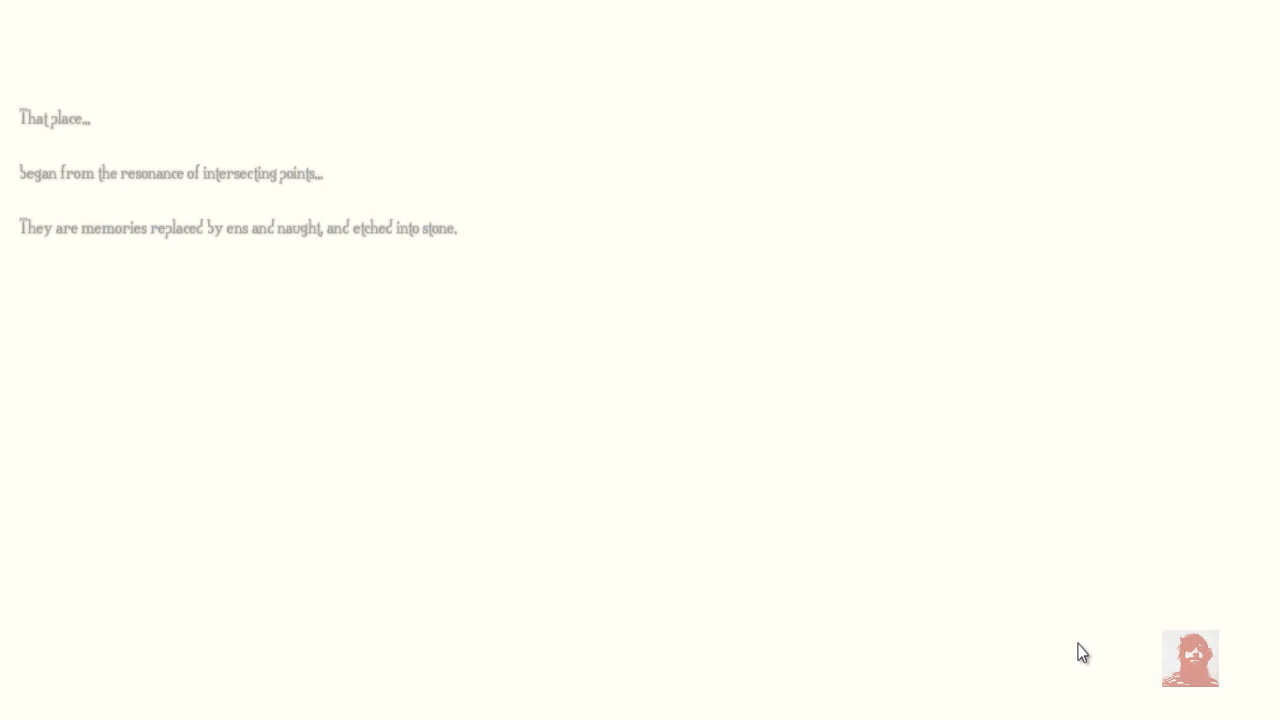 That place...
began from the resonance of intersecting points...
They are memories replaced by ens and naught, and etched into stone.